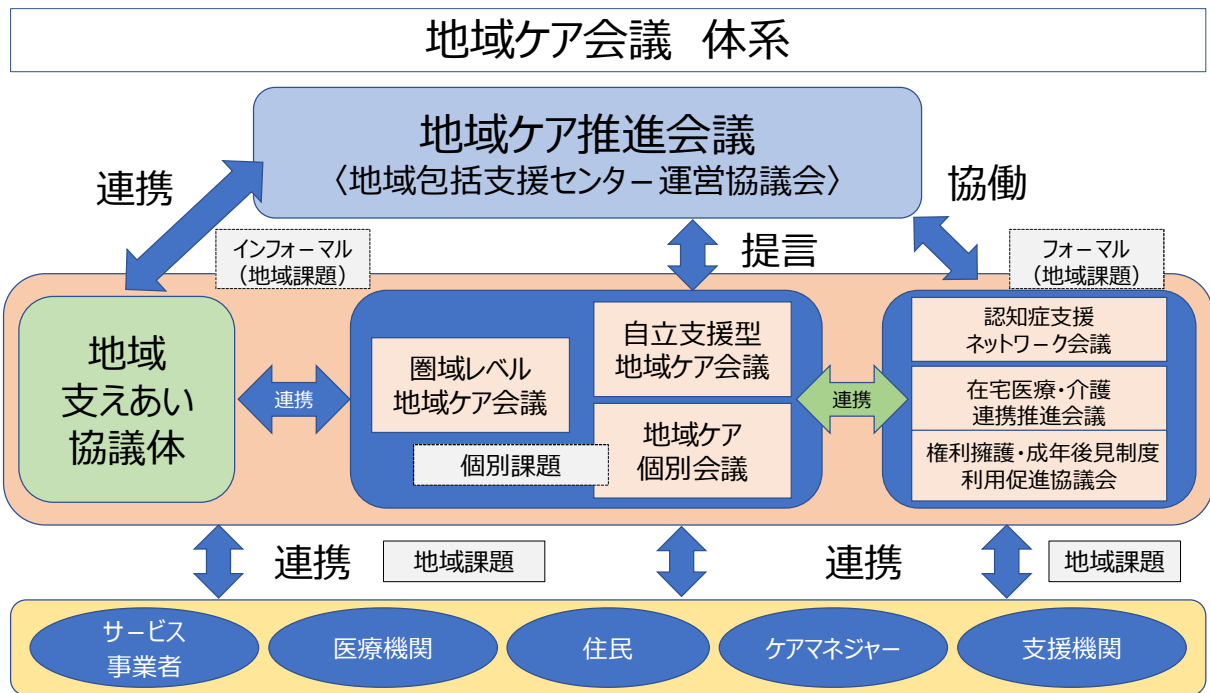 地域ケア会議 体系
地域ケア推進会議
〈地域包括支援センター運営協議会〉
連携
協働
提言
インフォーマル
(地域課題)
フォーマル
(地域課題)
地域
支えあい
協議体
連携
圏域レベル
地域ケア会議
自立支援型
地域ケア会議
地域ケア
個別会議
個別課題
連携
認知症支援
ネットワーク会議
在宅医療・介護
連携推進会議
権利擁護・成年後見制度
利用促進協議会
連携
地域課題
連携
地域課題
サービス
事業者
医療機関
住民
ケアマネジャー
支援機関